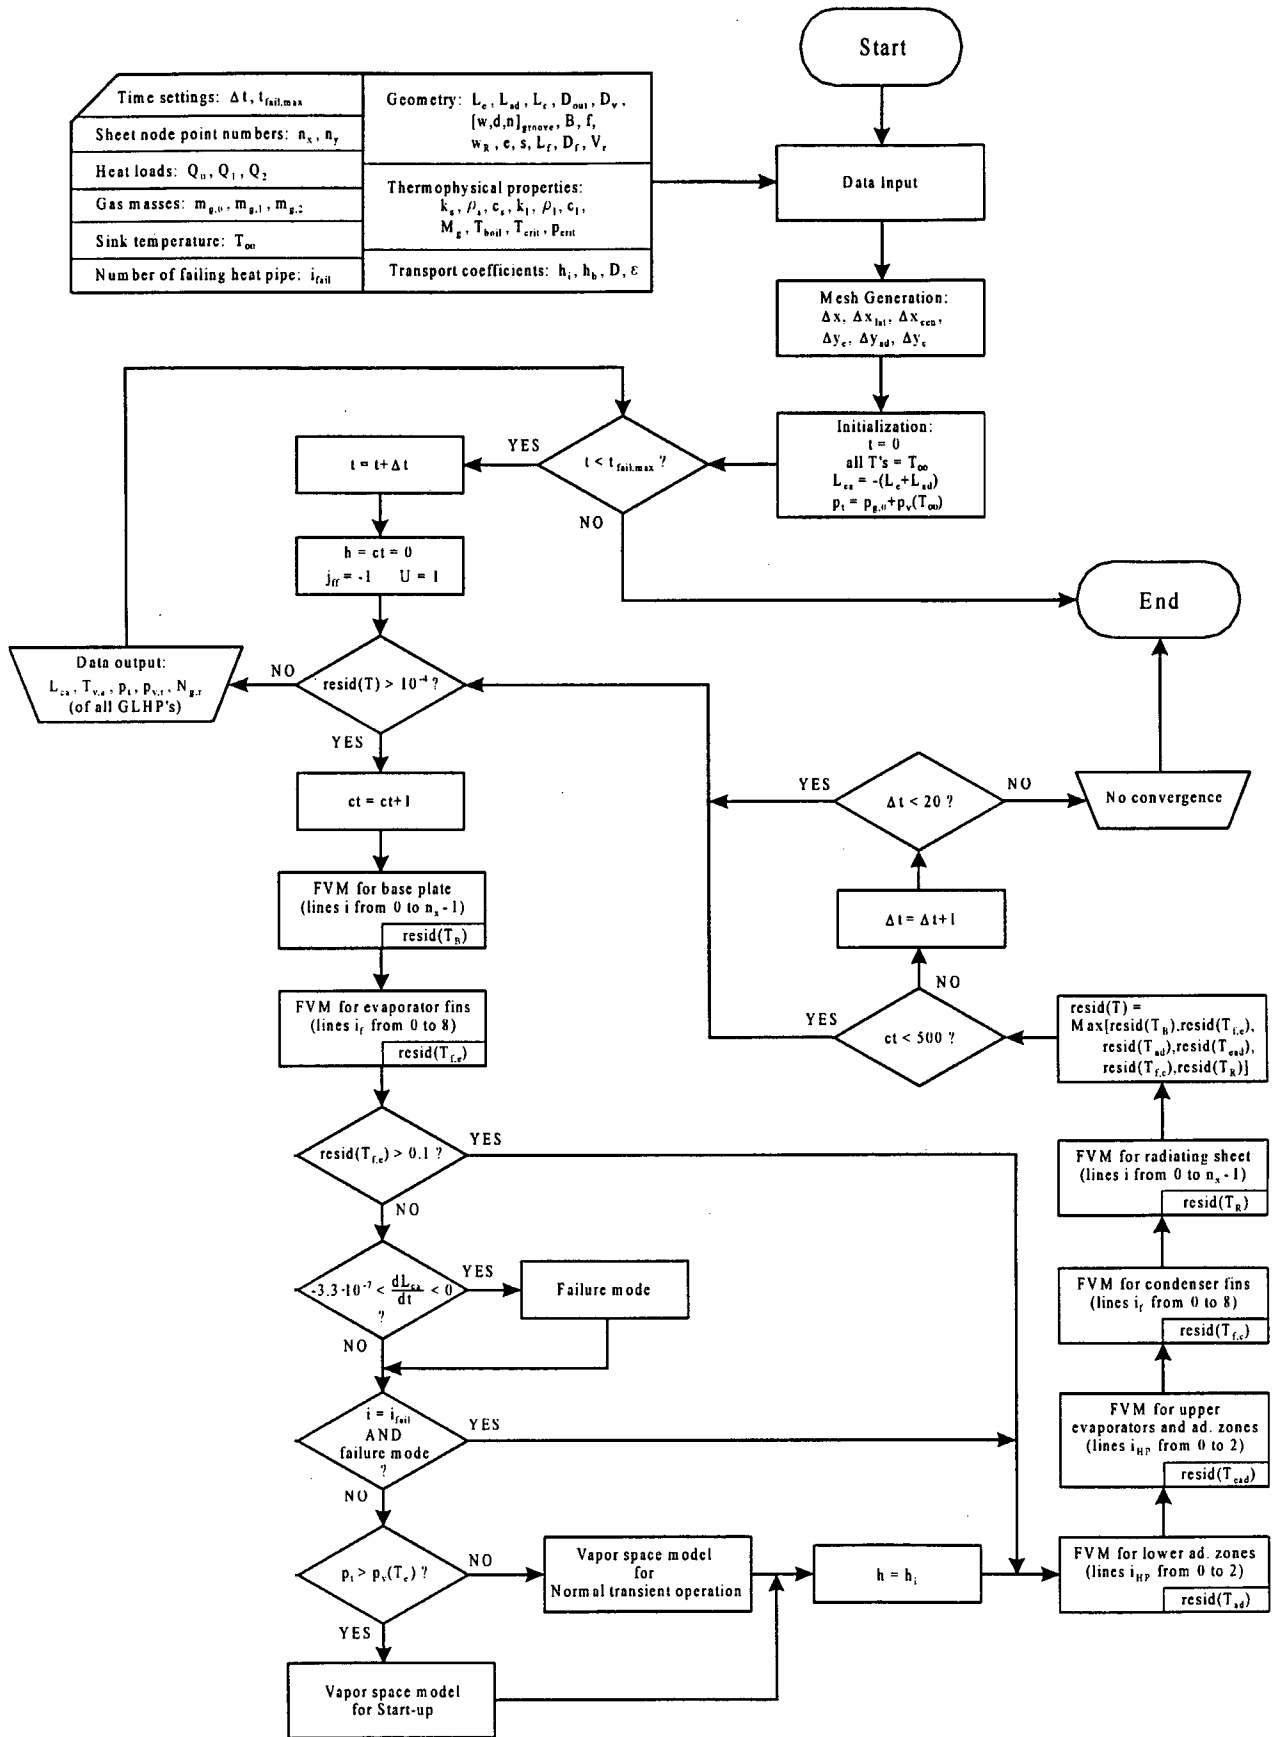 Start
Time settings: Δt, t_fail,max
Sheet node point numbers: n_x, n_y
Heat loads: Q_0, Q_1, Q_2
Gas masses: m_g,0, m_g,1, m_g,2
Sink temperature: T_∞
Number of failing heat pipe: i_fail
Geometry: L_e, L_ad, L_c, D_out, D_v,
[w,d,n]_groove, B, f,
w_R, e, s, L_f, D_f, V_r
Thermophysical properties:
k_s, ρ_s, c_s, k_l, ρ_l, c_l,
M_g, T_boil, T_crit, p_crit
Transport coefficients: h_i, h_b, D, ε
Data Input
Mesh Generation:
Δx, Δx_lat, Δx_cen,
Δy_e, Δy_ad, Δy_c
Initialization:
t = 0
all T's = T_∞
L_ca = -(L_e+L_ad)
p_t = p_g,0+p_v(T_∞)
t < t_fail,max ?
YES
NO
t = t+Δt
h = ct = 0
j_ff = -1 U = 1
End
resid(T) > 10^-4 ?
NO
YES
Data output:
L_ca, T_v,e, p_t, p_v,r, N_g,r
(of all GLHP's)
ct = ct+1
Δt < 20 ?
YES
NO
No convergence
Δt = Δt+1
FVM for base plate
(lines i from 0 to n_x-1)
resid(T_B)
FVM for evaporator fins
(lines i_f from 0 to 8)
resid(T_f,e)
ct < 500 ?
YES
NO
resid(T) =
Max[resid(T_B),resid(T_f,e),
resid(T_ad),resid(T_ead),
resid(T_f,c),resid(T_R)]
resid(T_f,e) > 0.1 ?
YES
NO
FVM for radiating sheet
(lines i from 0 to n_x-1)
resid(T_R)
-3.3·10^-7 < dL_ca/dt < 0
?
YES
NO
Failure mode
FVM for condenser fins
(lines i_f from 0 to 8)
resid(T_f,c)
i = i_fail
AND
failure mode
?
YES
NO
FVM for upper
evaporators and ad. zones
(lines i_HP from 0 to 2)
resid(T_ead)
p_t > p_v(T_e) ?
NO
YES
Vapor space model
for
Normal transient operation
h = h_i
FVM for lower ad. zones
(lines i_HP from 0 to 2)
resid(T_ad)
Vapor space model
for Start-up